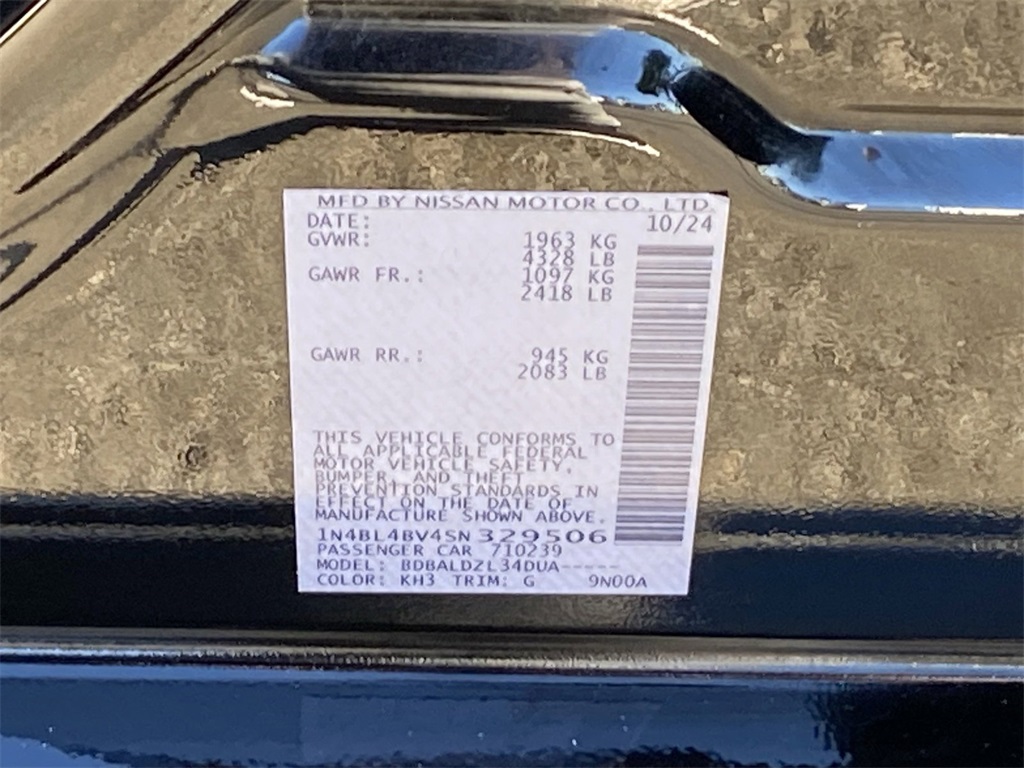 MFD BY NISSAN MOTOR CO., LTD
DATE: 10/24
GVWR: 1963 KG
4328 LB
GAWR FR.: 1097 KG
2418 LB
GAWR RR.: 945 KG
2083 LB
THIS VEHICLE CONFORMS TO
ALL APPLICABLE FEDERAL
MOTOR VEHICLE SAFETY,
BUMPER, AND THEFT
PREVENTION STANDARDS IN
EFFECT ON THE DATE OF
MANUFACTURE SHOWN ABOVE.
1N4BL4BV4SN329506
PASSENGER CAR 710239
MODEL: BDBALDZL34DUA-----
COLOR: KH3 TRIM: G 9N00A